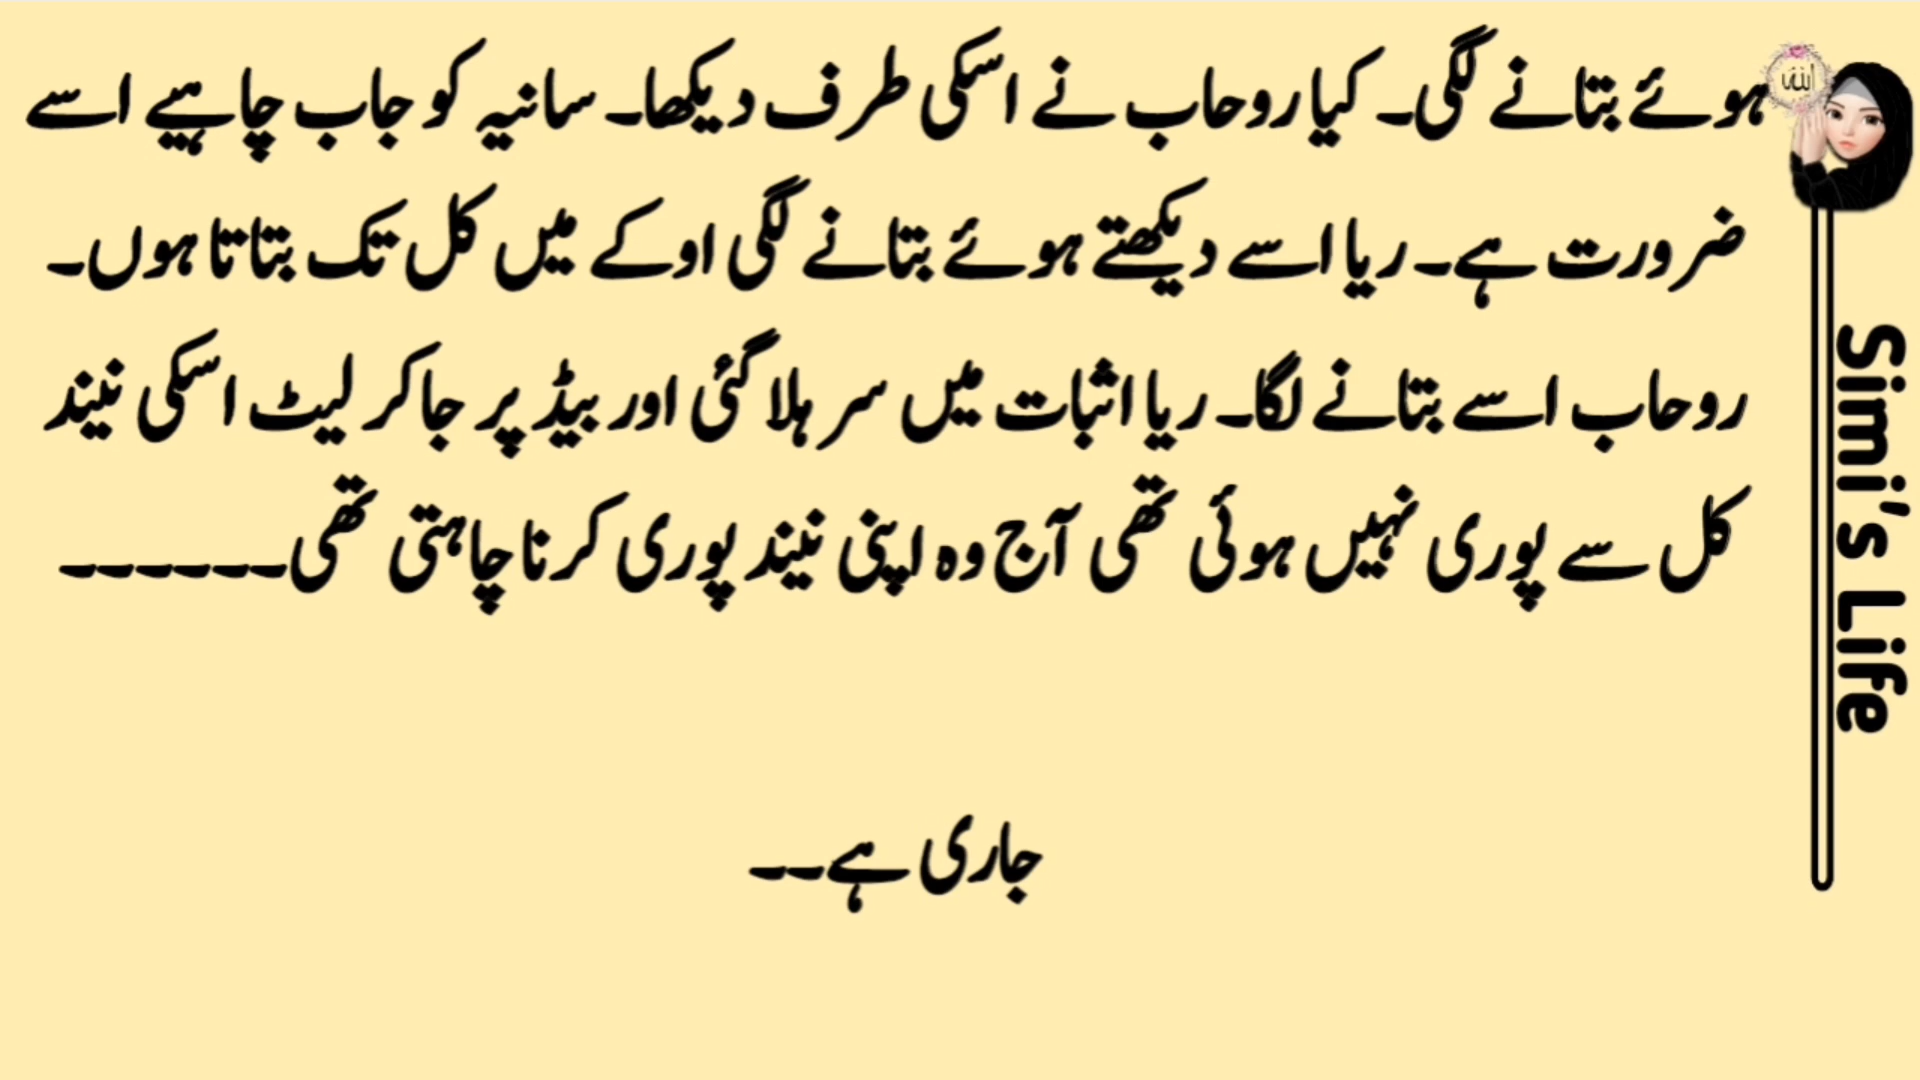 ہوئے بتانے لگی۔ کیا روحاب نے اسکی طرف دیکھا۔ سانیہ کو جاب چاہیے اسے
ضرورت ہے۔ ریا اسے دیکھتے ہوئے بتانے لگی اوکے میں کل تک بتاتا ہوں۔
روحاب اسے بتانے لگا۔ ریا اثبات میں سر ہلا گئی اور بیڈ پر جا کر لیٹ اسکی نیند
کل سے پوری نہیں ہوئی تھی آج وہ اپنی نیند پوری کرنا چاہتی تھی۔۔۔۔۔۔
جاری ہے۔۔
الله
Simi's Life